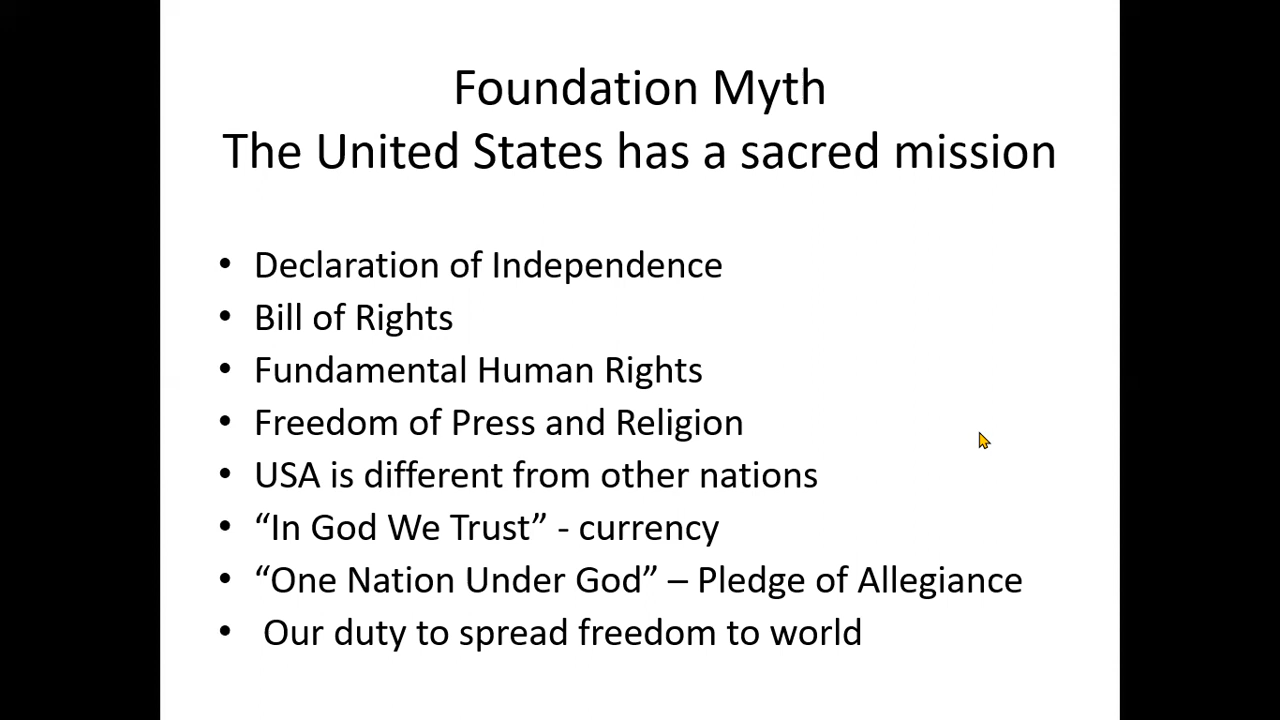 Foundation Myth
The United States has a sacred mission
• Declaration of Independence
• Bill of Rights
• Fundamental Human Rights
• Freedom of Press and Religion
• USA is different from other nations
• “In God We Trust” - currency
• “One Nation Under God” – Pledge of Allegiance
• Our duty to spread freedom to world